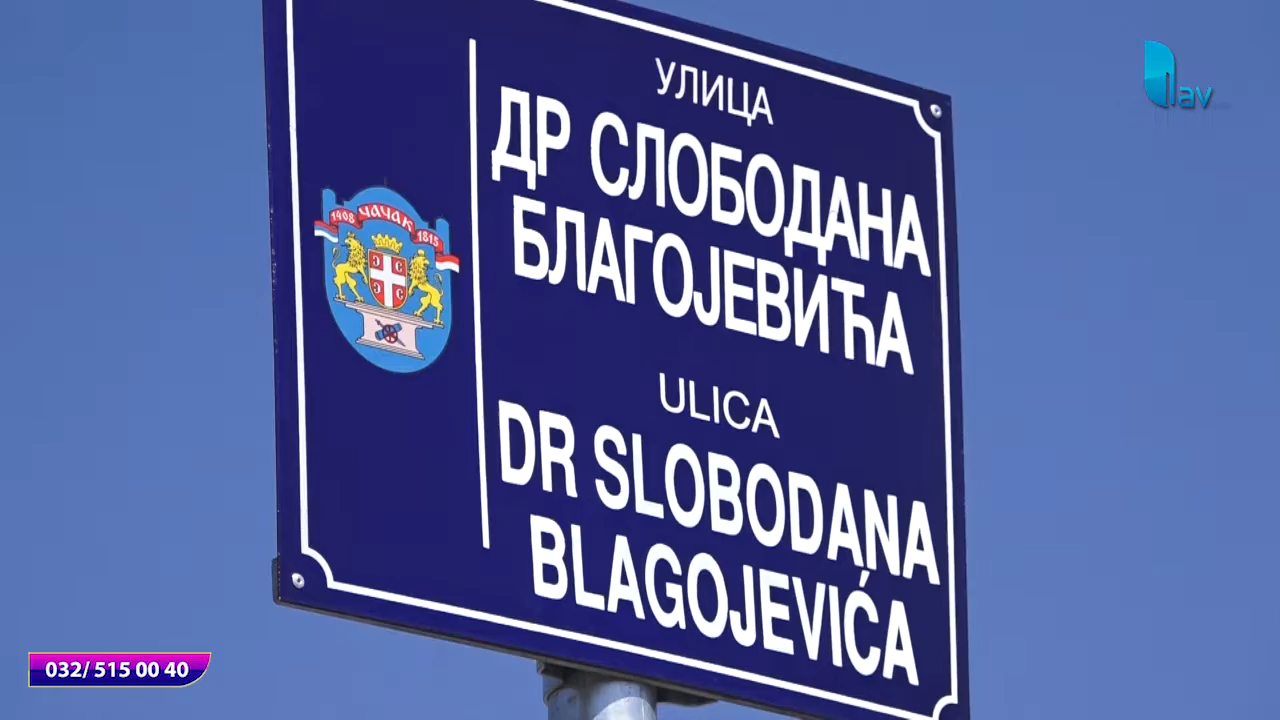 lav
УЛИЦА
ДР СЛОБОДАНА
БЛАГОЈЕВИЋА
1408 ЧАЧАК 1815
ULICA
DR SLOBODANA
BLAGOJEVIĆA
032/ 515 00 40